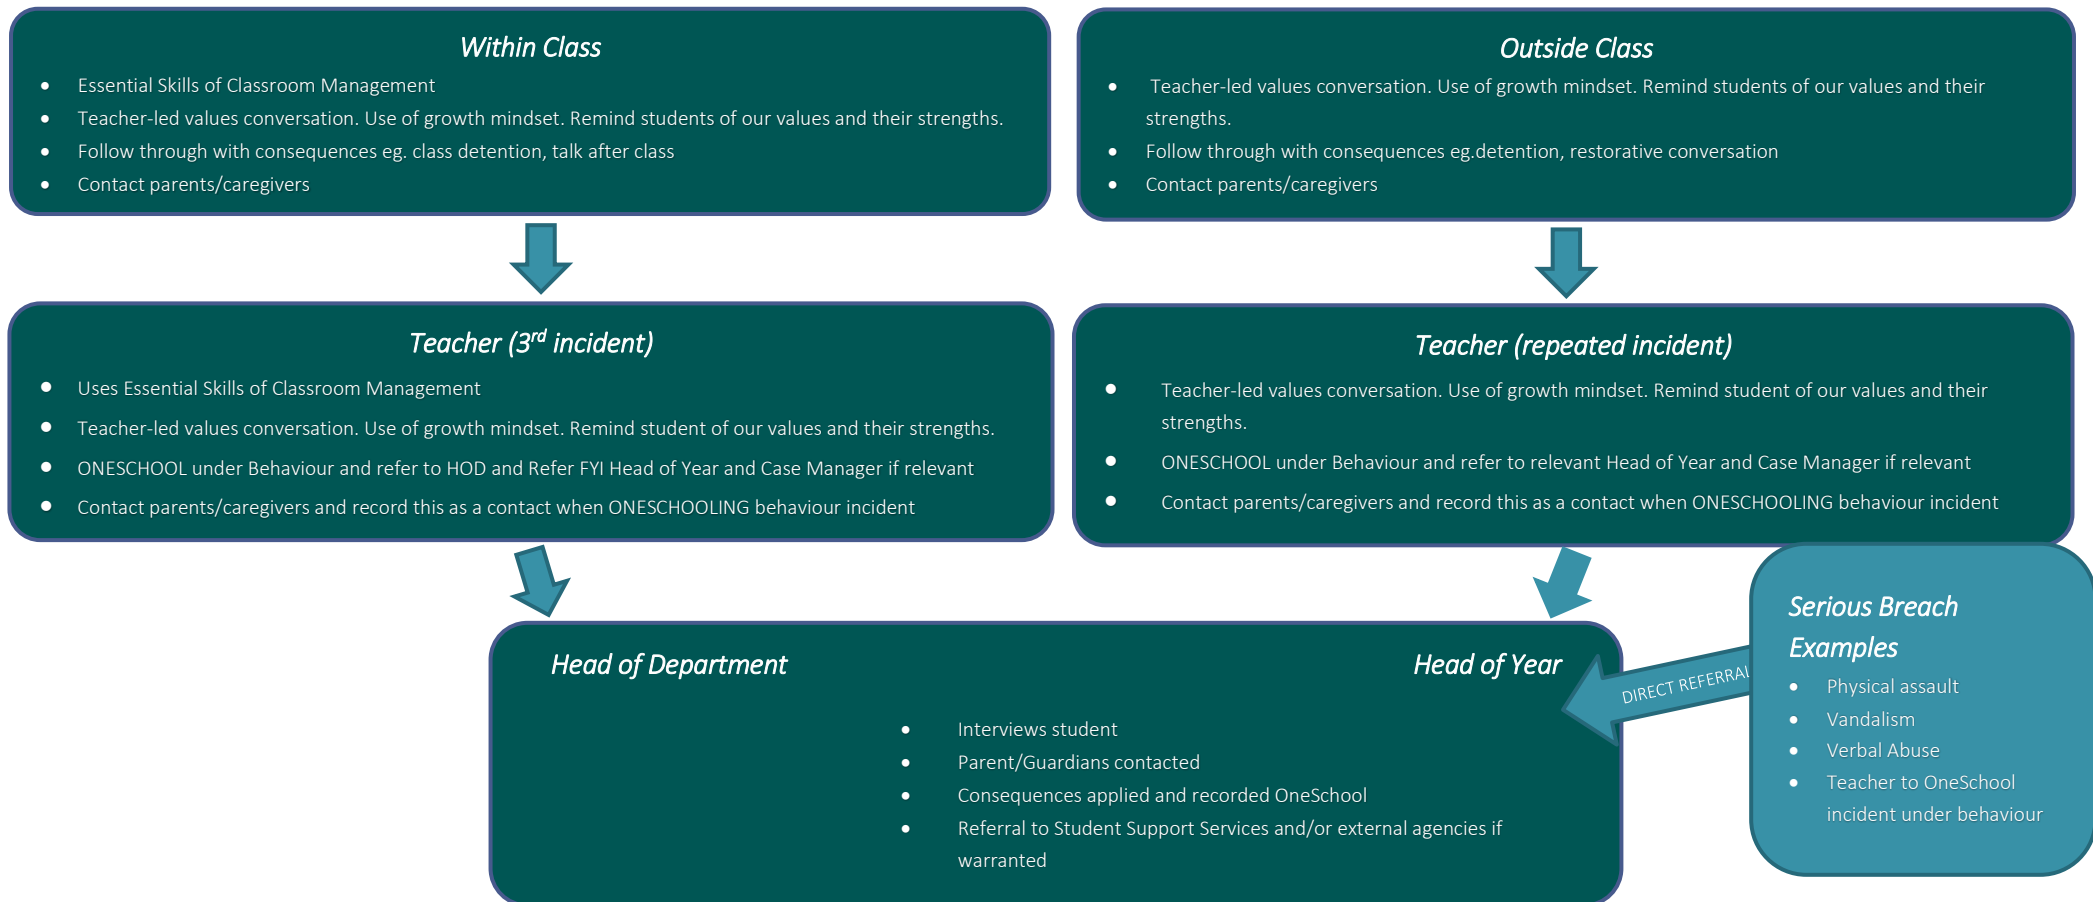 Within Class
• Essential Skills of Classroom Management
• Teacher-led values conversation. Use of growth mindset. Remind students of our values and their strengths.
• Follow through with consequences eg. class detention, talk after class
• Contact parents/caregivers
Outside Class
• Teacher-led values conversation. Use of growth mindset. Remind students of our values and their
strengths.
• Follow through with consequences eg.detention, restorative conversation
• Contact parents/caregivers
Teacher (3rd incident)
• Uses Essential Skills of Classroom Management
• Teacher-led values conversation. Use of growth mindset. Remind student of our values and their strengths.
• ONESCHOOL under Behaviour and refer to HOD and Refer FYI Head of Year and Case Manager if relevant
• Contact parents/caregivers and record this as a contact when ONESCHOOLING behaviour incident
Teacher (repeated incident)
• Teacher-led values conversation. Use of growth mindset. Remind student of our values and their
strengths.
• ONESCHOOL under Behaviour and refer to relevant Head of Year and Case Manager if relevant
• Contact parents/caregivers and record this as a contact when ONESCHOOLING behaviour incident
Head of Department
Head of Year
• Interviews student
• Parent/Guardians contacted
• Consequences applied and recorded OneSchool
• Referral to Student Support Services and/or external agencies if
warranted
DIRECT REFERRAL
Serious Breach
Examples
• Physical assault
• Vandalism
• Verbal Abuse
• Teacher to OneSchool
incident under behaviour